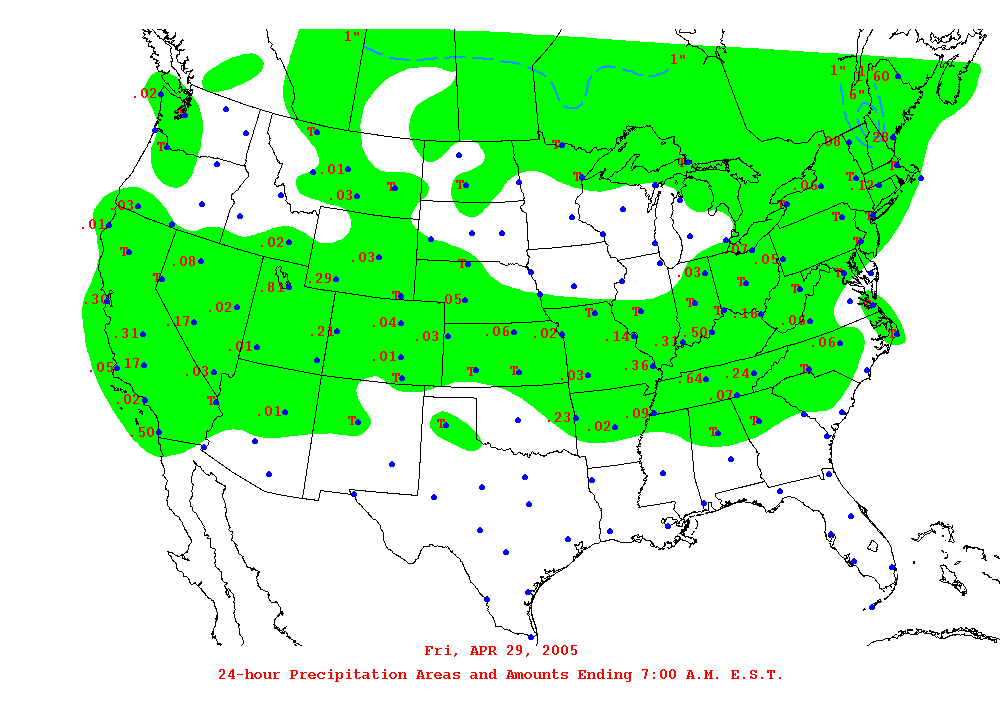 1"
1"
1" .1 60
6"
.02
T
.28
T
T
.08
T
T
.01
T
T
T
.06
T
.12
.03
.03
T
T
T
.01
.02
T
.07
T
T
.03
.05
.08
T
.03
T
.81
.29
T
T
T
.30
.02
T
.05
T
T
T
T
.16
.08
T
.17
.04
.31
.21
.03
.06
.02
.14
.31
.50
.06
.01
.01
.05
.17
.03
T
T
T
.03
.36
.64
.24
T
.02
T
.07
.01
T
T
.23
.02
.09
T
T
.50
Fri, APR 29, 2005
24-hour Precipitation Areas and Amounts Ending 7:00 A.M. E.S.T.